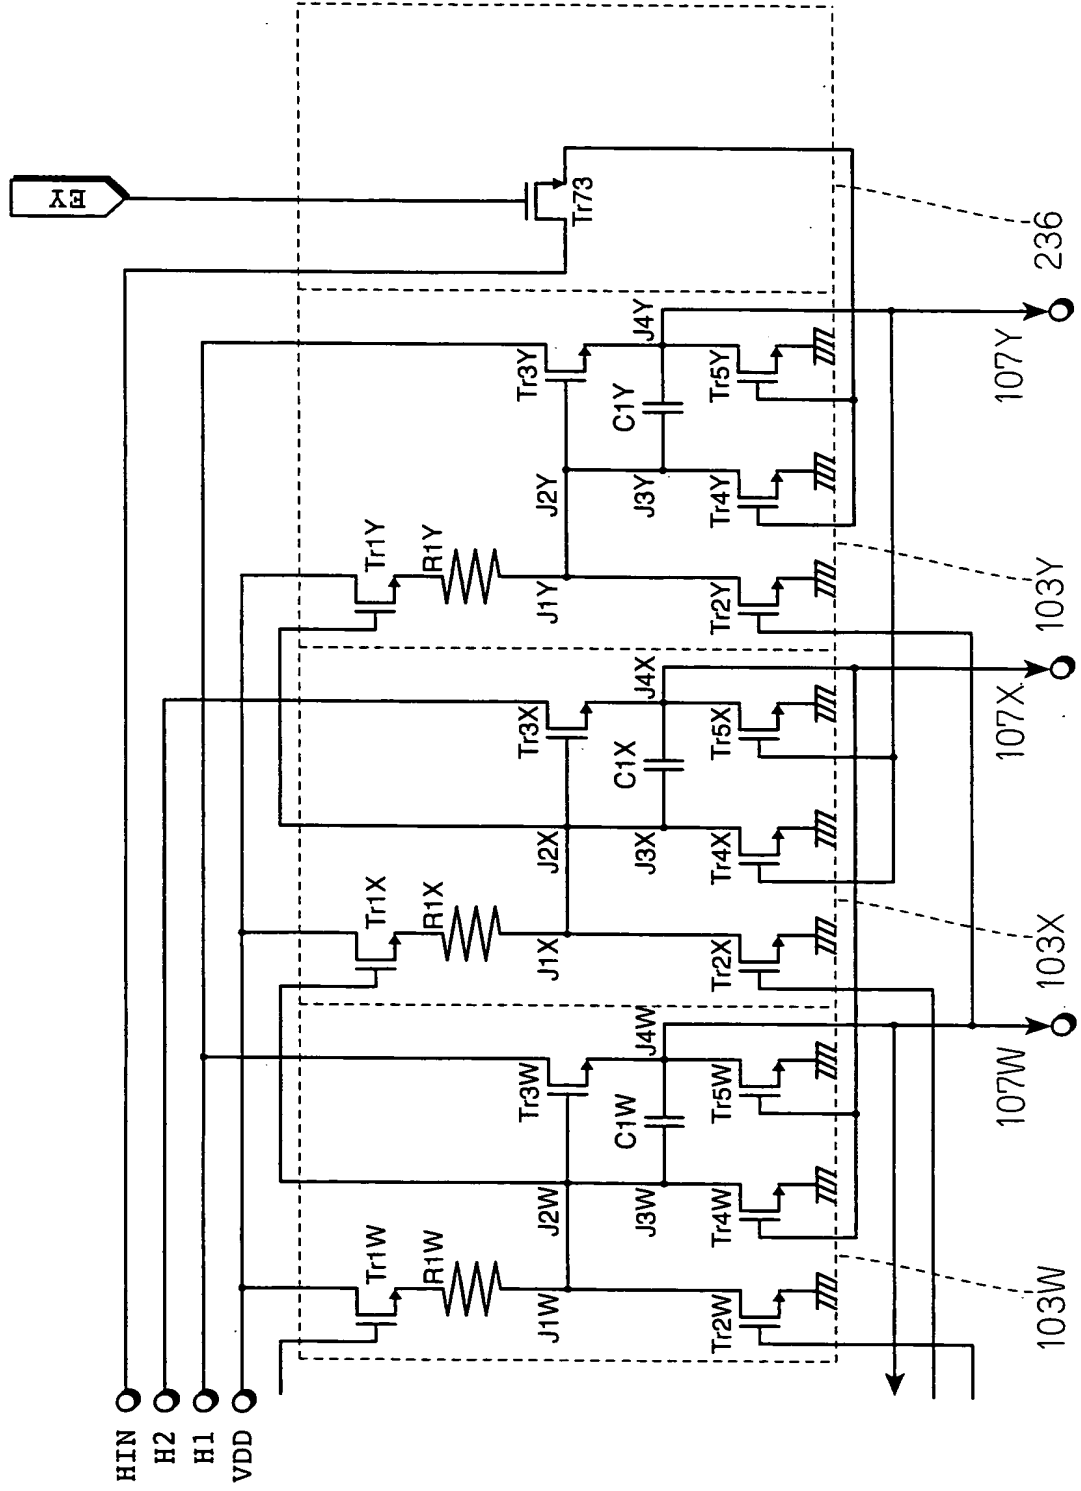 HIN
H2
H1
VDD
EY
Tr1W
R1W
J1W
J2W
J3W
J4W
Tr2W
Tr3W
C1W
Tr4W
Tr5W
Tr1X
R1X
J1X
J2X
J3X
J4X
Tr2X
Tr3X
C1X
Tr4X
Tr5X
Tr1Y
R1Y
J1Y
J2Y
J3Y
J4Y
Tr2Y
Tr3Y
C1Y
Tr4Y
Tr5Y
Tr73
103W
107W
103X
107X
103Y
107Y
236